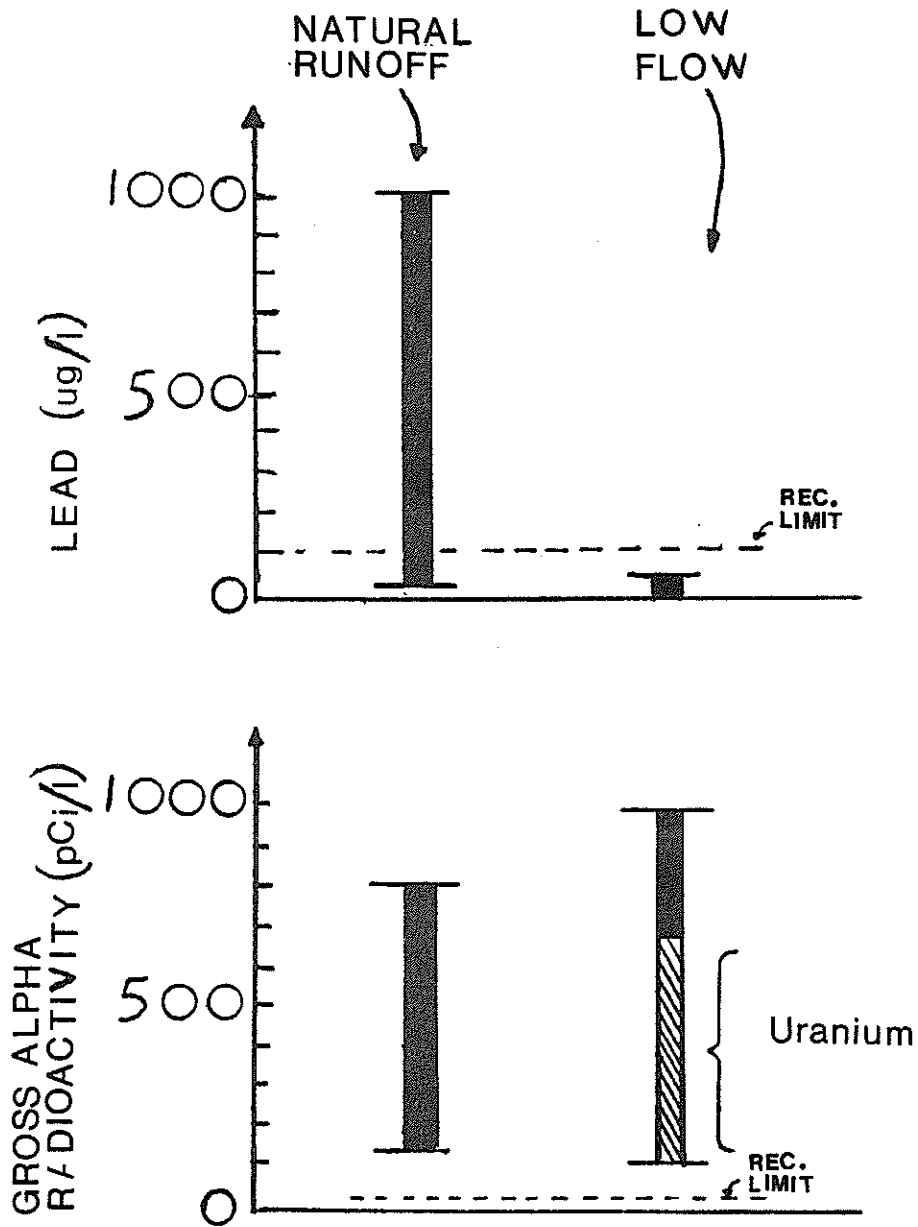 NATURAL
RUNOFF
LOW
FLOW
1000
500
0
LEAD (ug/l)
REC.
LIMIT
1000
500
0
GROSS ALPHA
RADIOACTIVITY (pCi/l)
Uranium
REC.
LIMIT